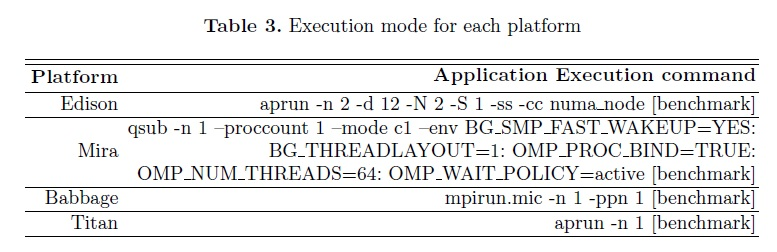 Table 3. Execution mode for each platform
Platform Application Execution command
Edison aprun -n 2 -d 12 -N 2 -S 1 -ss -cc numa_node [benchmark]
qsub -n 1 –proccount 1 –mode c1 –env BG_SMP_FAST_WAKEUP=YES:
Mira BG_THREADLAYOUT=1: OMP_PROC_BIND=TRUE:
OMP_NUM_THREADS=64: OMP_WAIT_POLICY=active [benchmark]
Babbage mpirun.mic -n 1 -ppn 1 [benchmark]
Titan aprun -n 1 [benchmark]